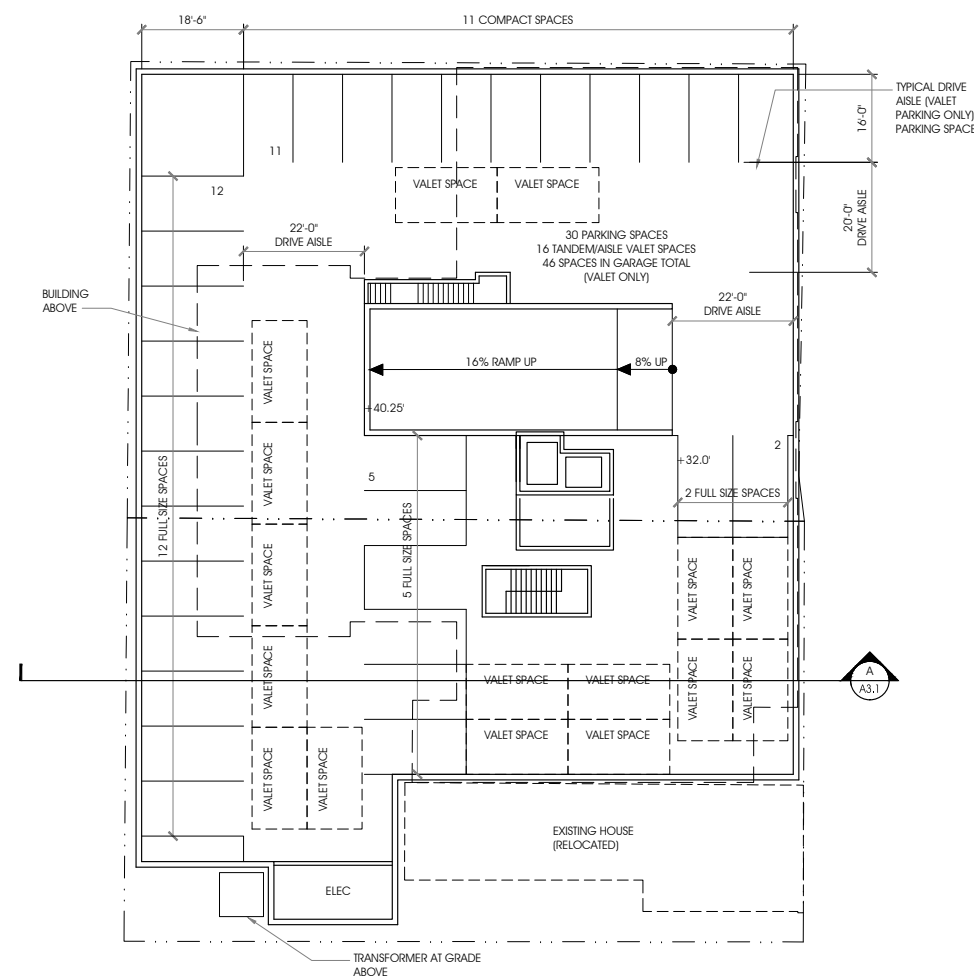 18'-6"
11 COMPACT SPACES
TYPICAL DRIVE
AISLE (VALET
PARKING ONLY)
PARKING SPACE
16'-0"
11
12
VALET SPACE
VALET SPACE
20'-0"
DRIVE AISLE
22'-0"
DRIVE AISLE
30 PARKING SPACES
16 TANDEM/AISLE VALET SPACES
46 SPACES IN GARAGE TOTAL
(VALET ONLY)
BUILDING
ABOVE
22'-0"
DRIVE AISLE
VALET SPACE
16% RAMP UP
8% UP
+40.25'
VALET SPACE
5
2
+32.0'
12 FULL SIZE SPACES
5 FULL SIZE SPACES
2 FULL SIZE SPACES
VALET SPACE
VALET SPACE
VALET SPACE
VALET SPACE
VALET SPACE
VALET SPACE
VALET SPACE
VALET SPACE
A
A3.1
VALET SPACE
VALET SPACE
VALET SPACE
VALET SPACE
EXISTING HOUSE
(RELOCATED)
ELEC
TRANSFORMER AT GRADE
ABOVE